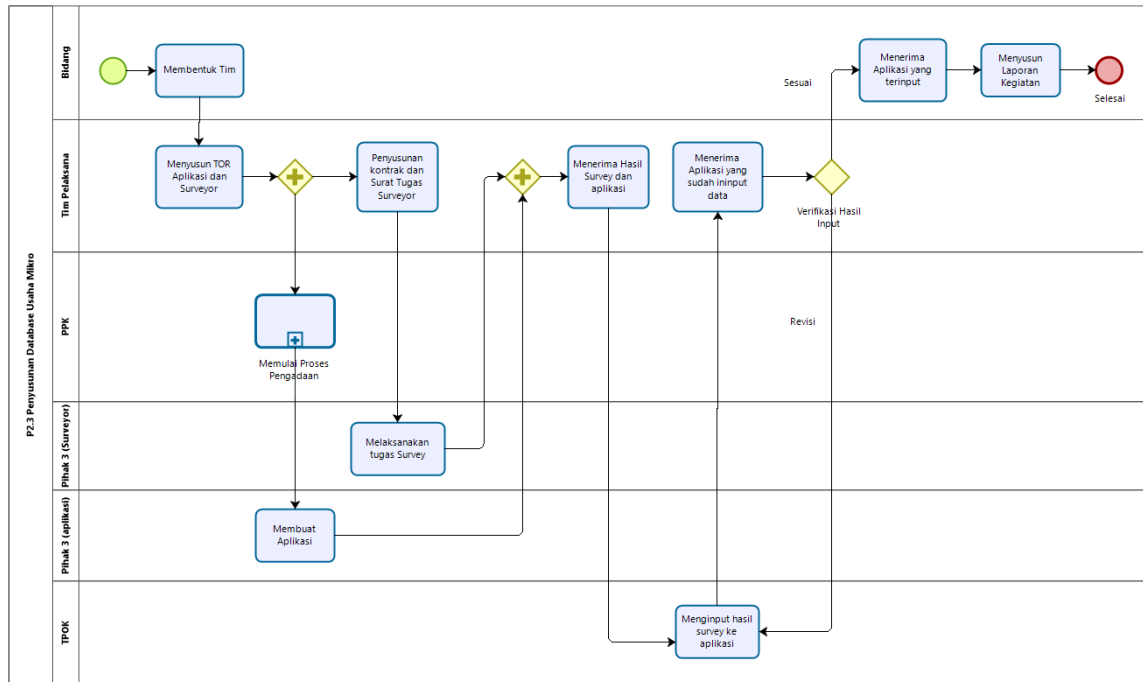 P2.3 Penyusunan Database Usaha Mikro
Bidang
Membentuk Tim
Sesuai
Menerima
Aplikasi yang
terinput
Menyusun
Laporan
Kegiatan
Selesai
Tim Pelaksana
Menyusun TOR
Aplikasi dan
Surveyor
Penyusunan
kontrak dan
Surat Tugas
Surveyor
Menerima Hasil
Survey dan
aplikasi
Menerima
Aplikasi yang
sudah ininput
data
Verifikasi Hasil
Input
PPK
Memulai Proses
Pengadaan
Revisi
Pihak 3 (Surveyor)
Melaksanakan
tugas Survey
Pihak 3 (aplikasi)
Membuat
Aplikasi
TPOK
Menginput hasil
survey ke
aplikasi